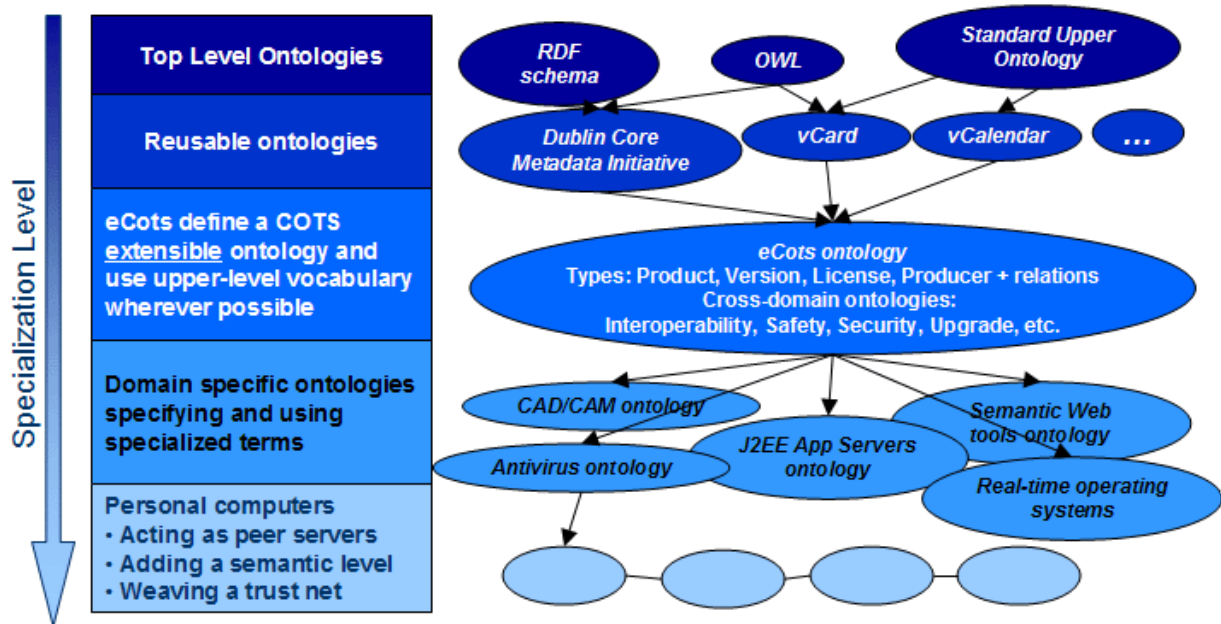 Specialization Level
Top Level Ontologies
Reusable ontologies
eCots define a COTS
extensible ontology and
use upper-level vocabulary
wherever possible
Domain specific ontologies
specifying and using
specialized terms
Personal computers
• Acting as peer servers
• Adding a semantic level
• Weaving a trust net
RDF
schema
OWL
Standard Upper
Ontology
Dublin Core
Metadata Initiative
vCard
vCalendar
...
eCots ontology
Types: Product, Version, License, Producer + relations
Cross-domain ontologies:
Interoperability, Safety, Security, Upgrade, etc.
CAD/CAM ontology
Semantic Web
tools ontology
J2EE App Servers
ontology
Antivirus ontology
Real-time operating
systems